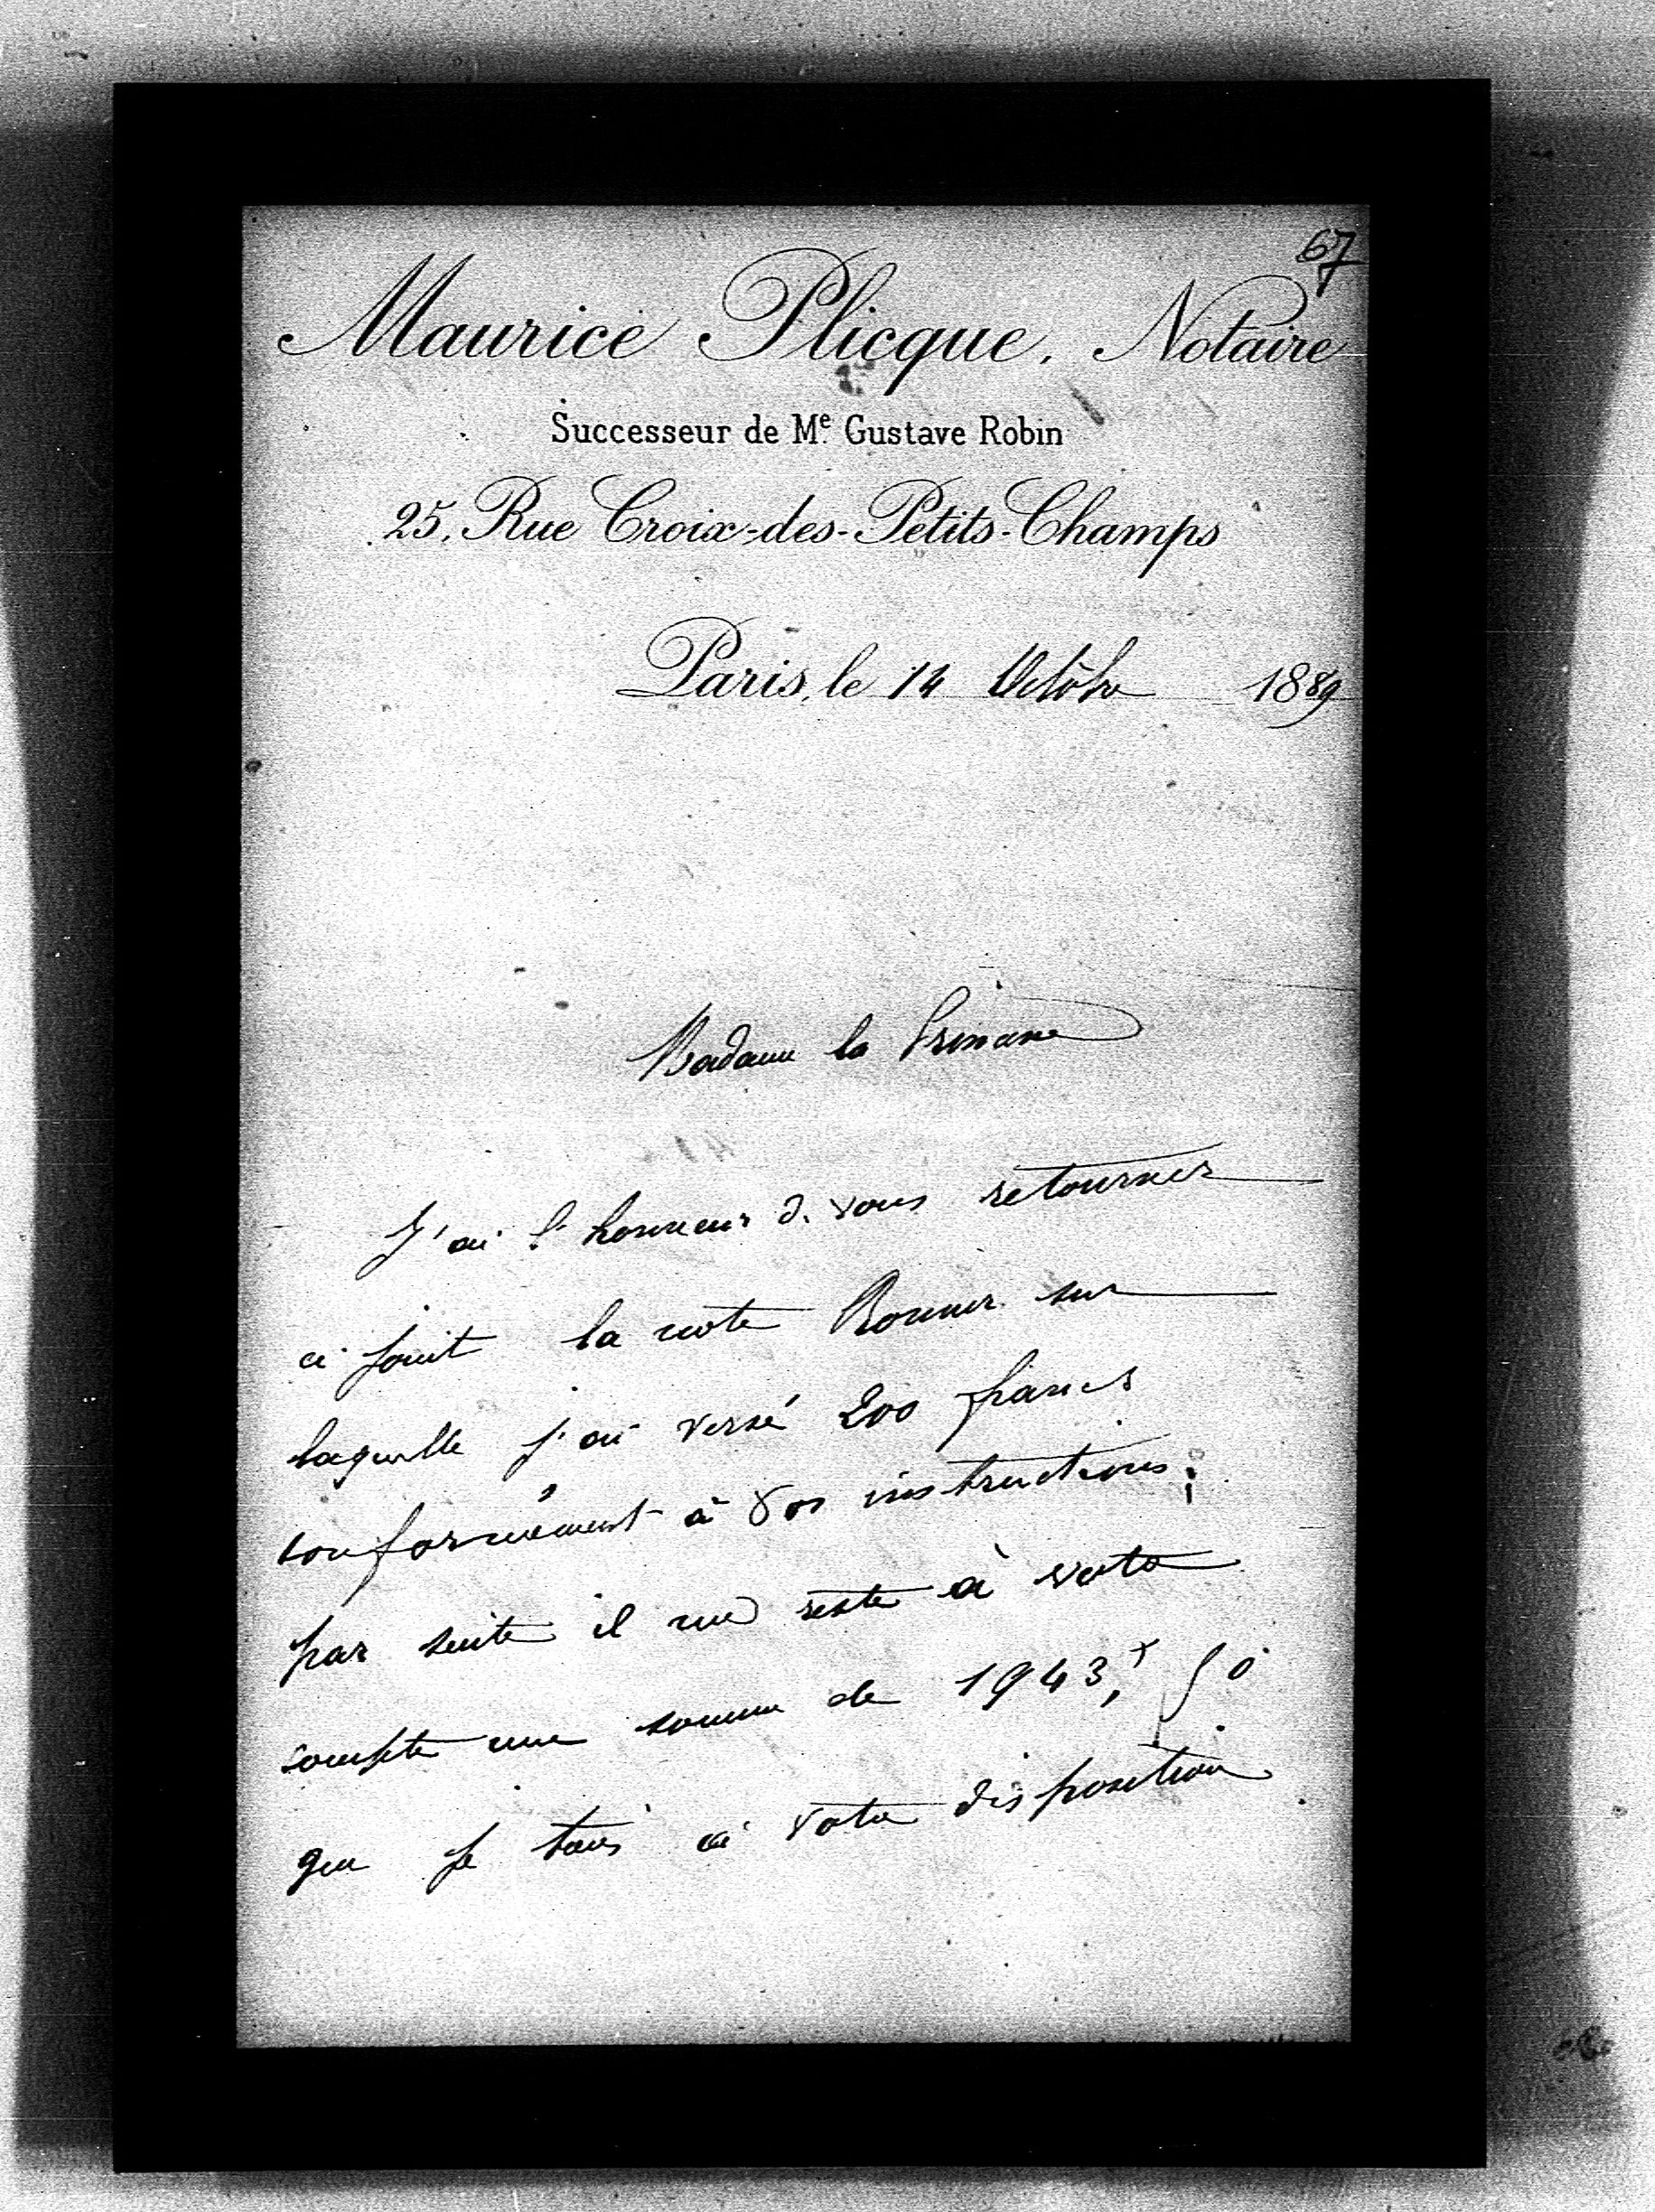 67
Maurice Plicque, Notaire
Successeur de Me. Gustave Robin
25, Rue Croix-des-Petits-Champs
Paris, le 14 Octobre 1889
Madame la Princesse
J'ai l'honneur de vous retourner
ci joint la note sur
laquelle j'ai versé 200 francs
conformément à vos instructions;
par suite il me reste à votre
compte une somme de 1943,f 50
que je tiens à votre disposition